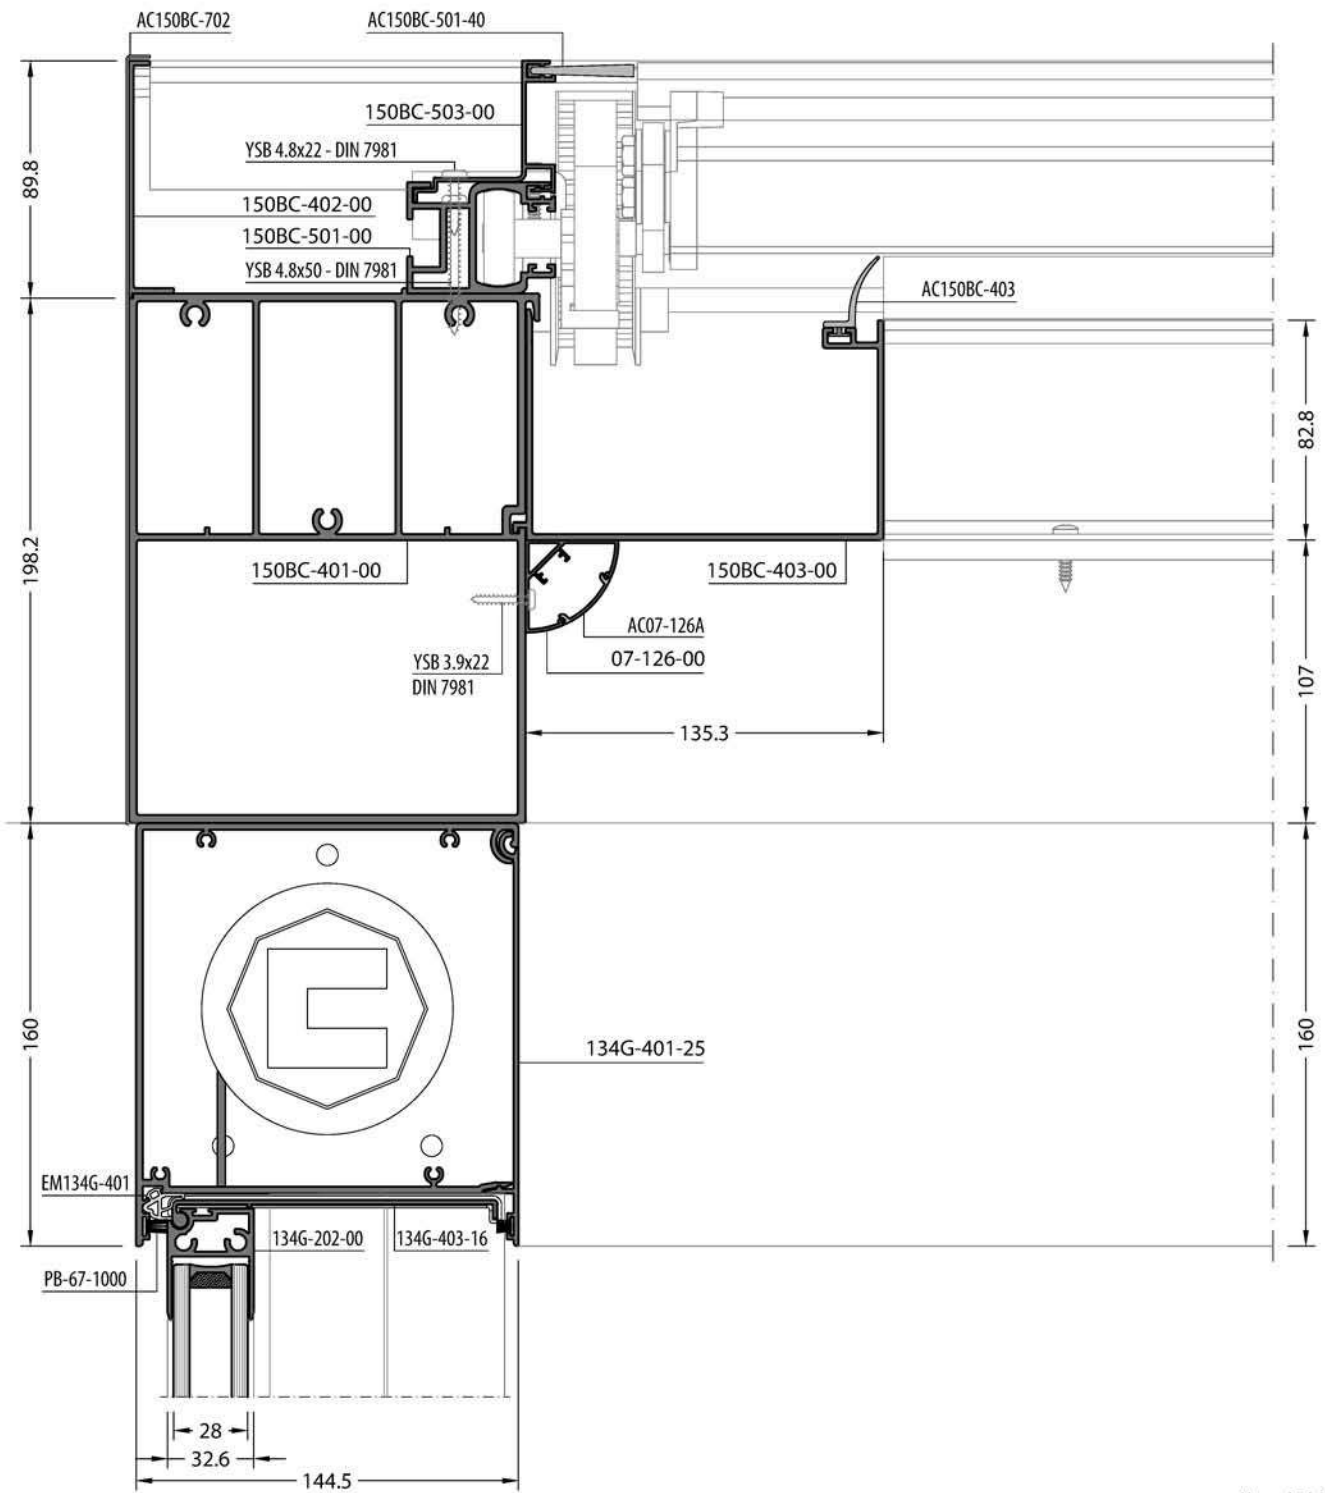 AC150BC-702
AC150BC-501-40
150BC-503-00
YSB 4.8x22 - DIN 7981
89.8
150BC-402-00
150BC-501-00
YSB 4.8x50 - DIN 7981
AC150BC-403
82.8
198.2
150BC-401-00
150BC-403-00
AC07-126A
07-126-00
YSB 3.9x22
DIN 7981
107
135.3
160
134G-401-25
160
EM134G-401
134G-202-00
134G-403-16
PB-67-1000
28
32.6
144.5